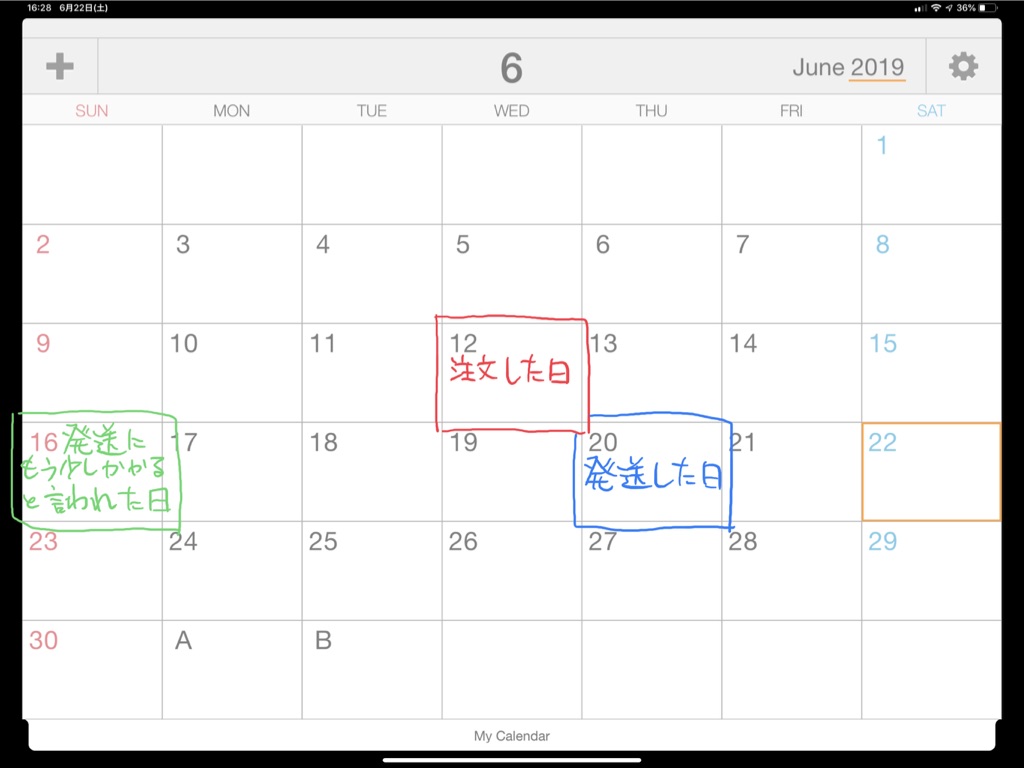 16:28 6月22日(土)
36%
6
June 2019
SUN MON TUE WED THU FRI SAT
1
2 3 4 5 6 7 8
9 10 11 12 13 14 15
注文した日
16 17 18 19 20 21 22
発送に
もう少しかかる
と言われた日
発送した日
23 24 25 26 27 28 29
30 A B
My Calendar